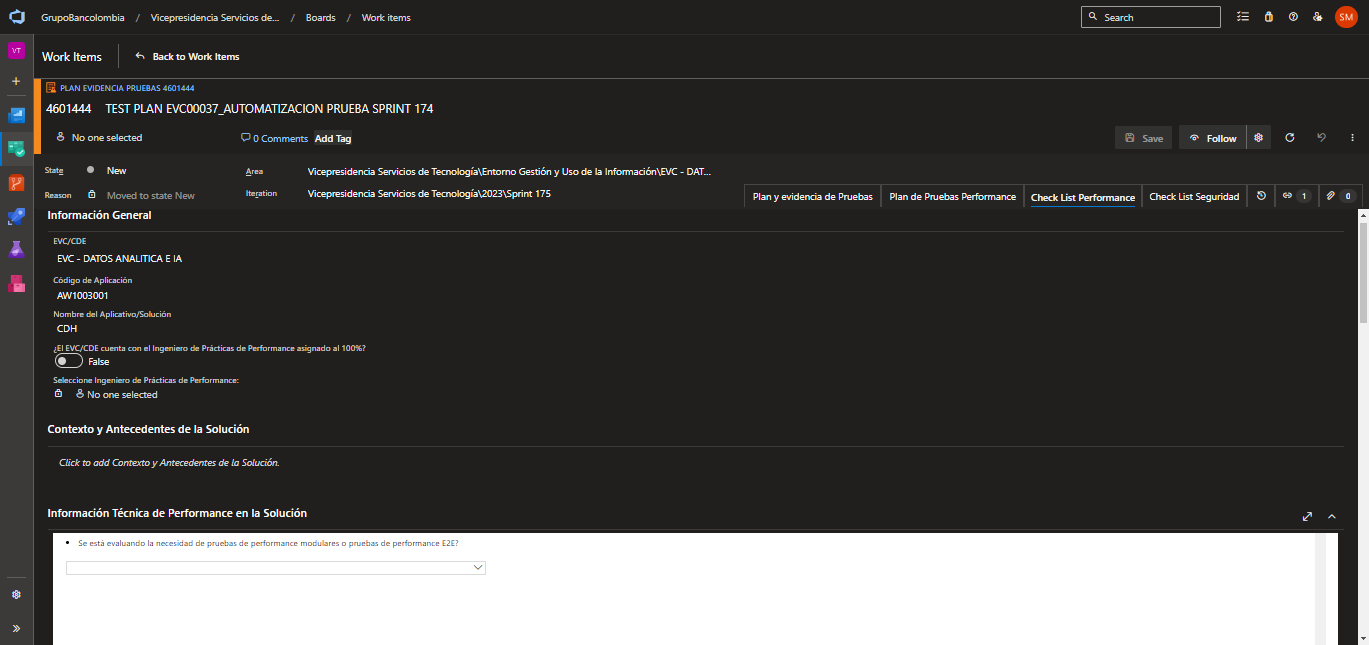 GrupoBancolombia / Vicepresidencia Servicios de... / Boards / Work items
Search
SM
VT
Work Items
Back to Work Items
PLAN EVIDENCIA PRUEBAS 4601444
4601444 TEST PLAN EVC00037_AUTOMATIZACION PRUEBA SPRINT 174
No one selected
0 Comments
Add Tag
Save
Follow
State
New
Area
Vicepresidencia Servicios de Tecnología\Entorno Gestión y Uso de la Información\EVC - DAT...
Reason
Moved to state New
Iteration
Vicepresidencia Servicios de Tecnología\2023\Sprint 175
Plan y evidencia de Pruebas
Plan de Pruebas Performance
Check List Performance
Check List Seguridad
1
0
Información General
EVC/CDE
EVC - DATOS ANALITICA E IA
Código de Aplicación
AW1003001
Nombre del Aplicativo/Solución
CDH
¿El EVC/CDE cuenta con el Ingeniero de Prácticas de Performance asignado al 100%?
False
Seleccione Ingeniero de Prácticas de Performance:
No one selected
Contexto y Antecedentes de la Solución
Click to add Contexto y Antecedentes de la Solución.
Información Técnica de Performance en la Solución
• Se está evaluando la necesidad de pruebas de performance modulares o pruebas de performance E2E?